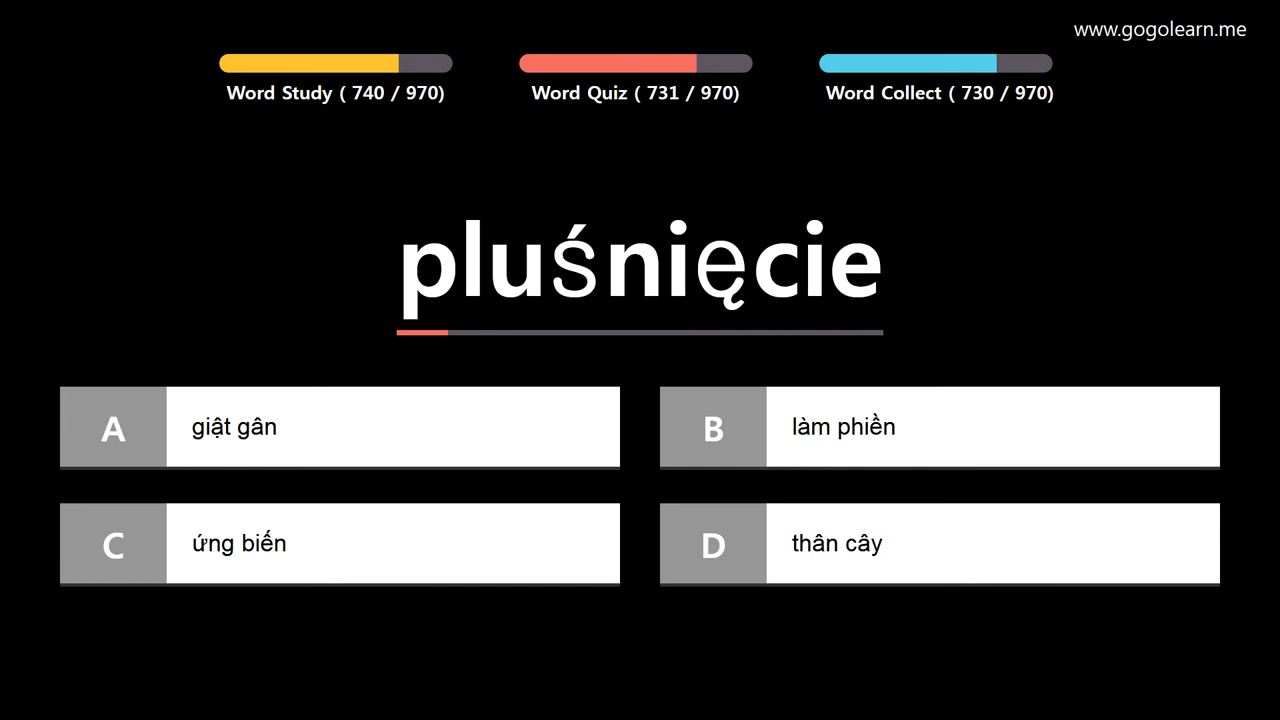 www.gogolearn.me
Word Study ( 740 / 970)
Word Quiz ( 731 / 970)
Word Collect ( 730 / 970)
pluśnięcie
A giật gân
B làm phiền
C ứng biến
D thân cây